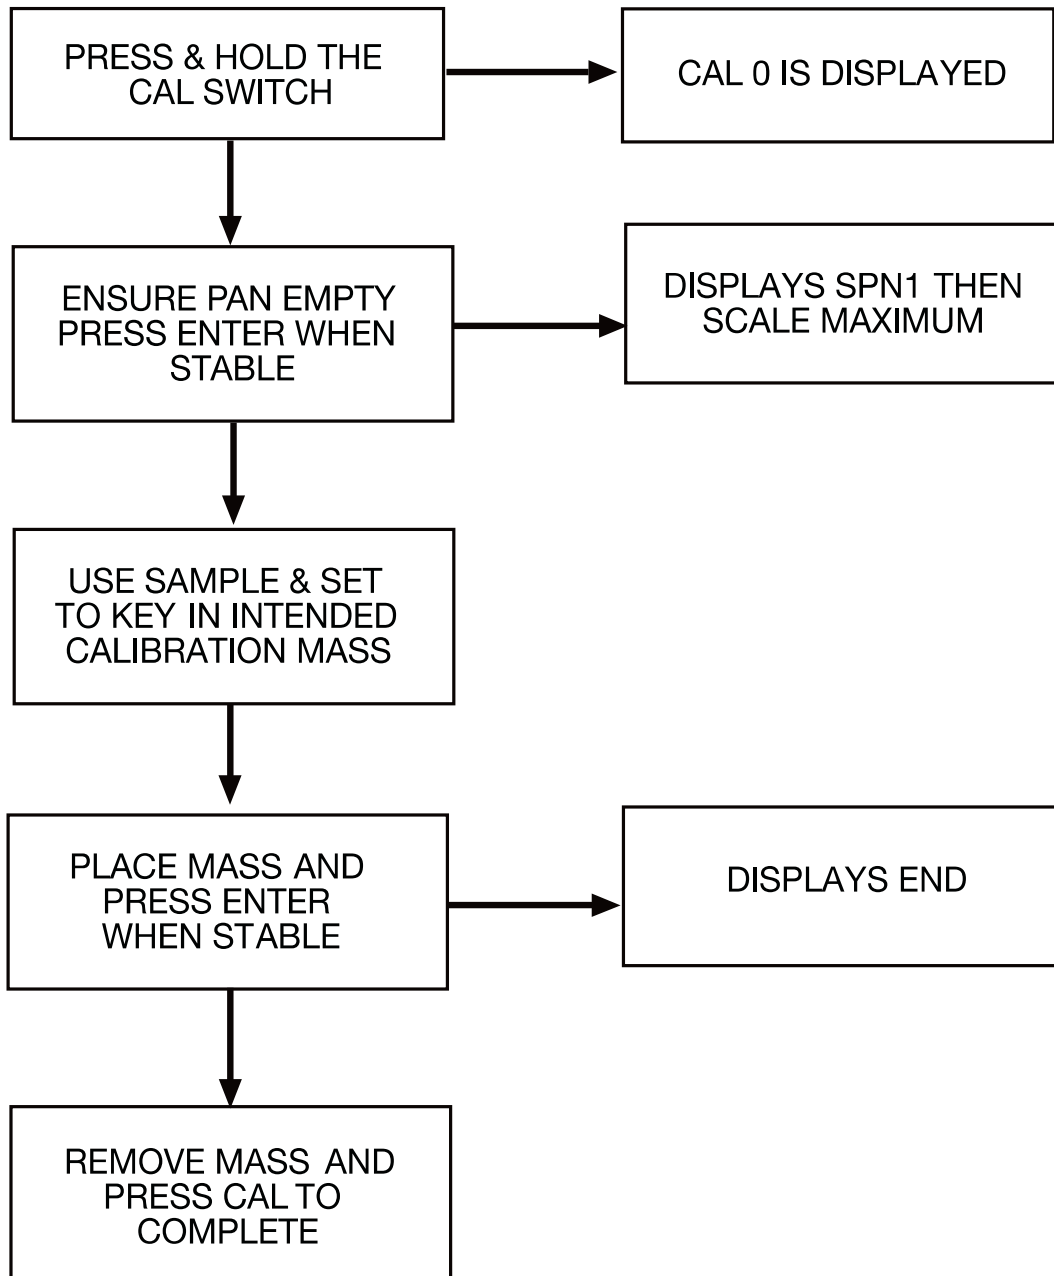 PRESS & HOLD THE
CAL SWITCH
CAL 0 IS DISPLAYED
ENSURE PAN EMPTY
PRESS ENTER WHEN
STABLE
DISPLAYS SPN1 THEN
SCALE MAXIMUM
USE SAMPLE & SET
TO KEY IN INTENDED
CALIBRATION MASS
PLACE MASS AND
PRESS ENTER
WHEN STABLE
DISPLAYS END
REMOVE MASS AND
PRESS CAL TO
COMPLETE